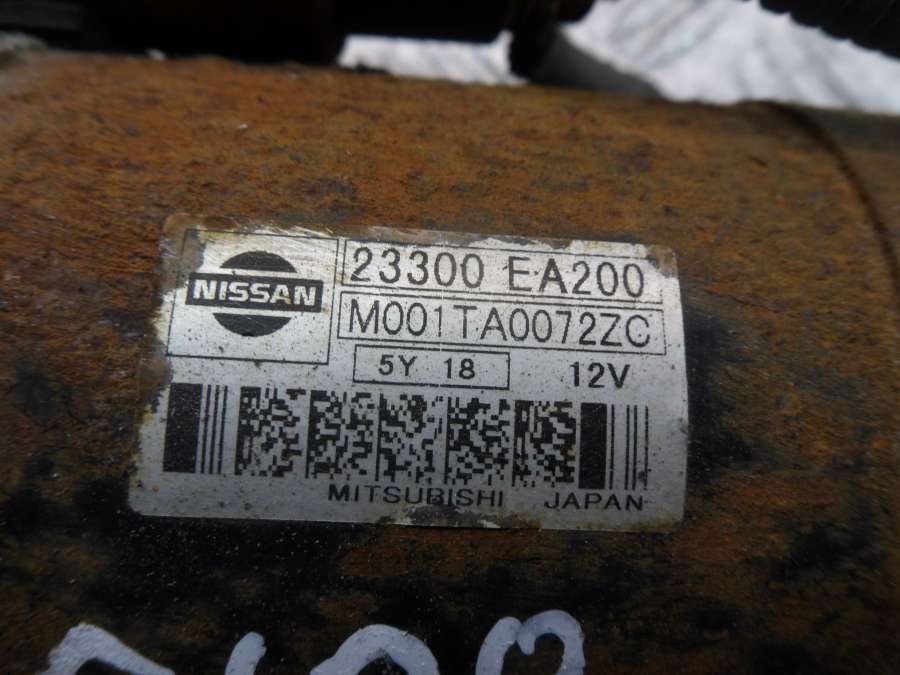 NISSAN
23300 EA200
M001TA0072ZC
5Y 18
12V
MITSUBISHI JAPAN